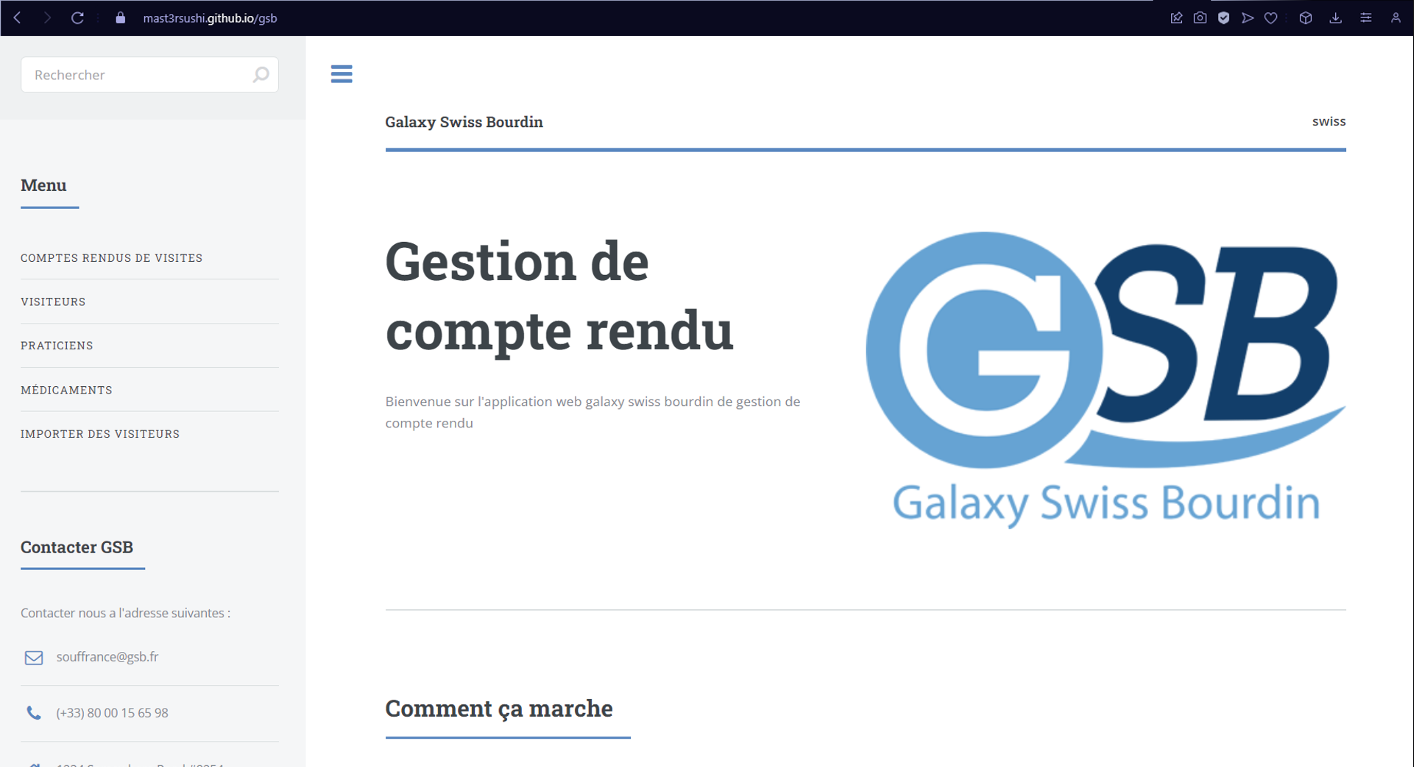 mast3rsushi.github.io/gsb
Rechercher
Menu
COMPTES RENDUS DE VISITES
VISITEURS
PRATICIENS
MÉDICAMENTS
IMPORTER DES VISITEURS
Contacter GSB
Contacter nous a l'adresse suivantes :
souffrance@gsb.fr
(+33) 80 00 15 65 98
Galaxy Swiss Bourdin
swiss
Gestion de
compte rendu
Bienvenue sur l'application web galaxy swiss bourdin de gestion de
compte rendu
GSB
Galaxy Swiss Bourdin
Comment ça marche